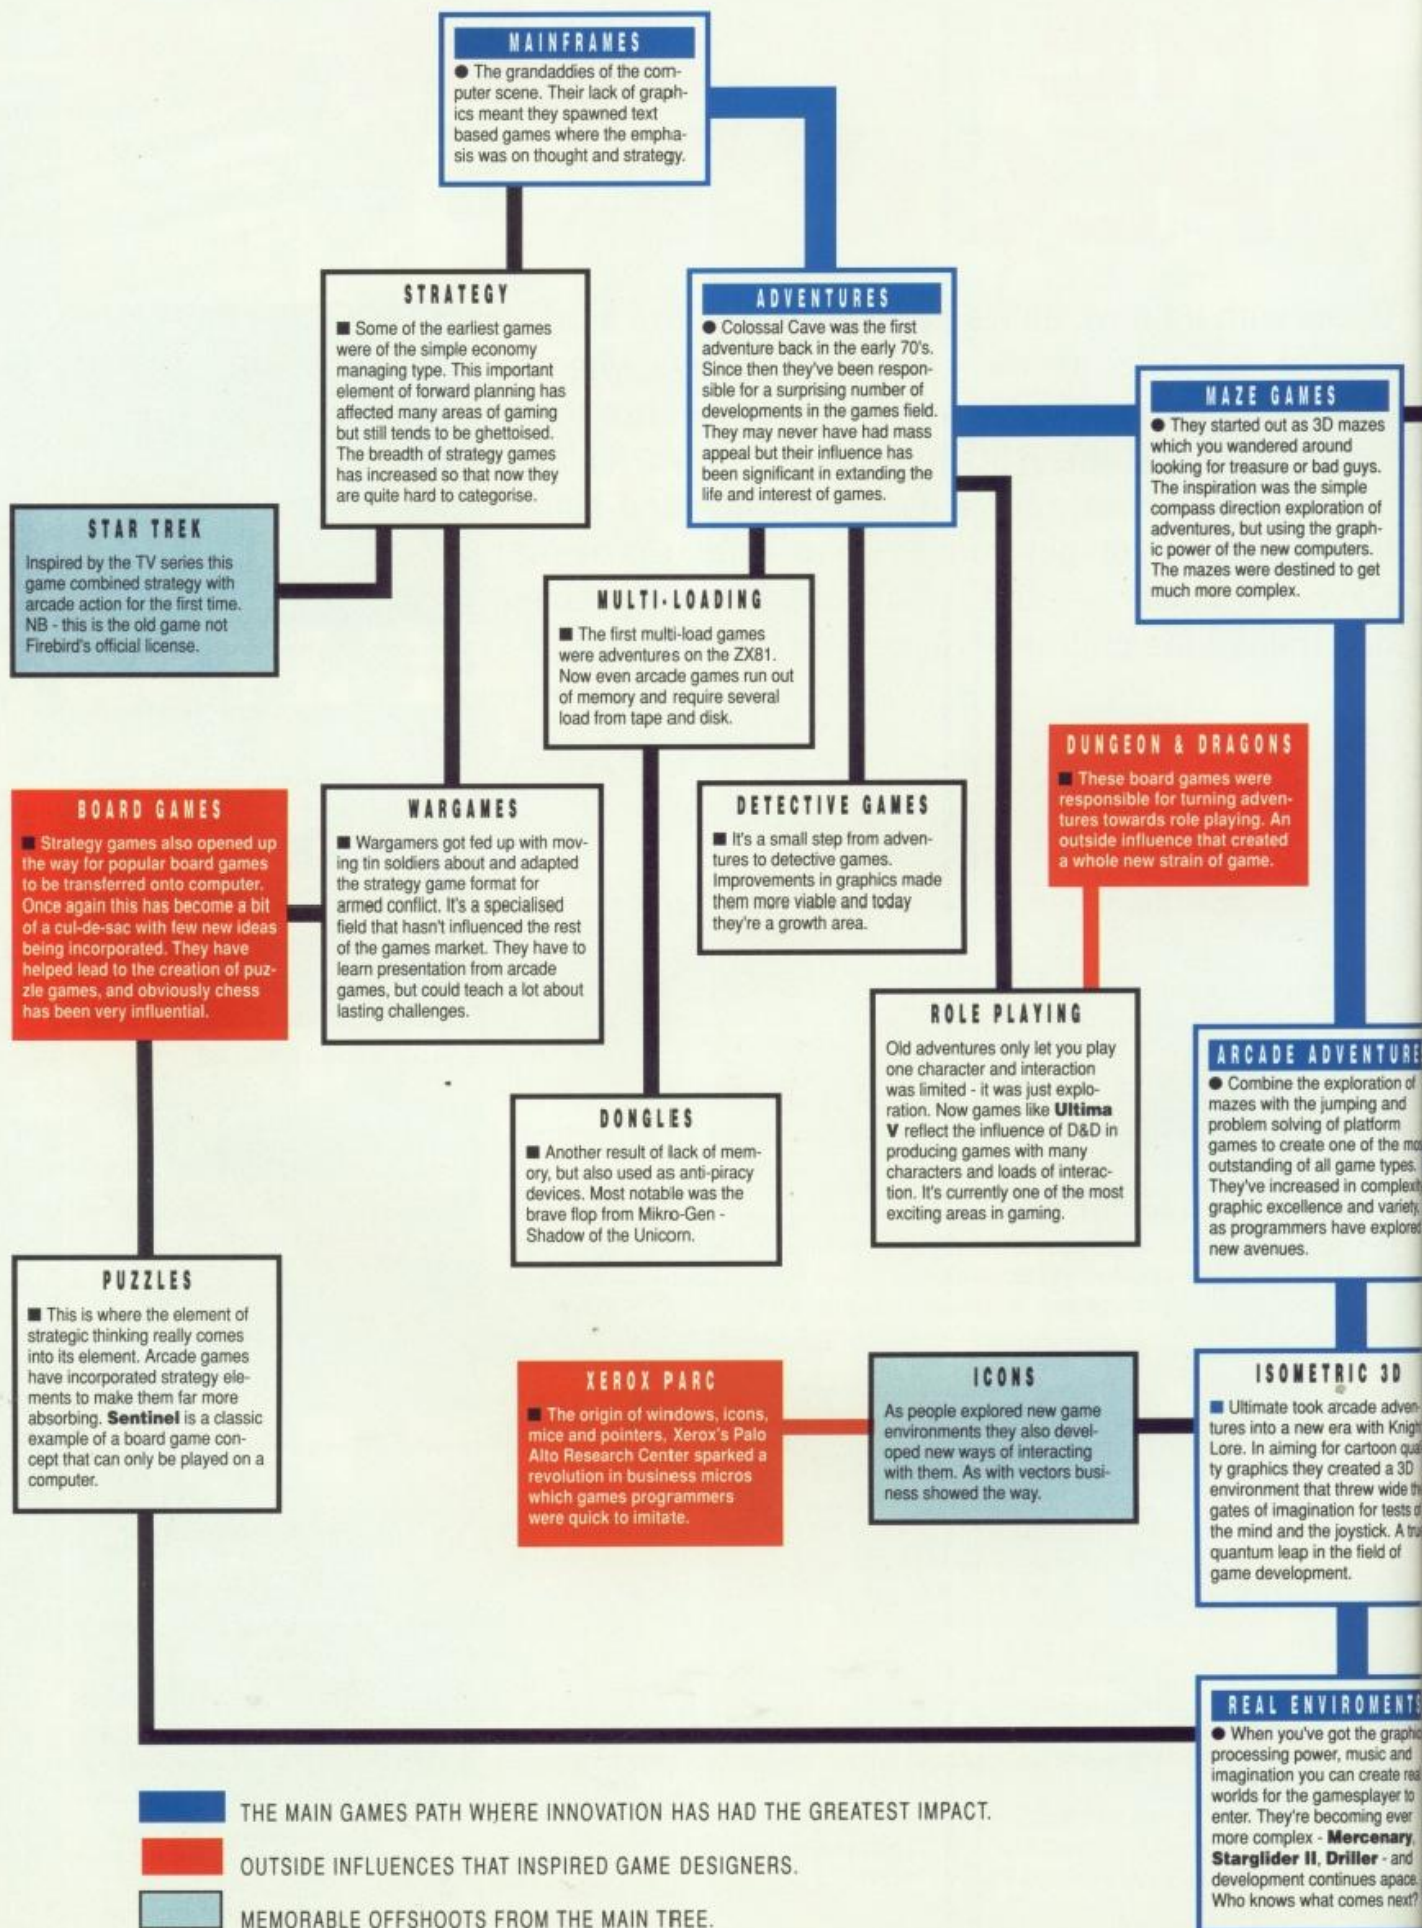 MAINFRAMES
● The grandaddies of the com-
puter scene. Their lack of graph-
ics meant they spawned text
based games where the empha-
sis was on thought and strategy.
STRATEGY
■ Some of the earliest games
were of the simple economy
managing type. This important
element of forward planning has
affected many areas of gaming
but still tends to be ghettoised.
The breadth of strategy games
has increased so that now they
are quite hard to categorise.
ADVENTURES
● Colossal Cave was the first
adventure back in the early 70's.
Since then they've been respon-
sible for a surprising number of
developments in the games field.
They may never have had mass
appeal but their influence has
been significant in extanding the
life and interest of games.
MAZE GAMES
● They started out as 3D mazes
which you wandered around
looking for treasure or bad guys.
The inspiration was the simple
compass direction exploration of
adventures, but using the graph-
ic power of the new computers.
The mazes were destined to get
much more complex.
STAR TREK
Inspired by the TV series this
game combined strategy with
arcade action for the first time.
NB - this is the old game not
Firebird's official license.
MULTI-LOADING
■ The first multi-load games
were adventures on the ZX81.
Now even arcade games run out
of memory and require several
load from tape and disk.
DUNGEON & DRAGONS
■ These board games were
responsible for turning adven-
tures towards role playing. An
outside influence that created
a whole new strain of game.
BOARD GAMES
■ Strategy games also opened up
the way for popular board games
to be transferred onto computer.
Once again this has become a bit
of a cul-de-sac with few new ideas
being incorporated. They have
helped lead to the creation of puz-
zle games, and obviously chess
has been very influential.
WARGAMES
■ Wargamers got fed up with mov-
ing tin soldiers about and adapted
the strategy game format for
armed conflict. It's a specialised
field that hasn't influenced the rest
of the games market. They have to
learn presentation from arcade
games, but could teach a lot about
lasting challenges.
DETECTIVE GAMES
■ It's a small step from adven-
tures to detective games.
Improvements in graphics made
them more viable and today
they're a growth area.
ROLE PLAYING
Old adventures only let you play
one character and interaction
was limited - it was just explo-
ration. Now games like Ultima
V reflect the influence of D&D in
producing games with many
characters and loads of interac-
tion. It's currently one of the most
exciting areas in gaming.
ARCADE ADVENTURE
● Combine the exploration of
mazes with the jumping and
problem solving of platform
games to create one of the mo
outstanding of all game types.
They've increased in complexit
graphic excellence and variety,
as programmers have explored
new avenues.
DONGLES
■ Another result of lack of mem-
ory, but also used as anti-piracy
devices. Most notabile was the
brave flop from Mikro-Gen -
Shadow of the Unicorn.
PUZZLES
■ This is where the element of
strategic thinking really comes
into its element. Arcade games
have incorporated strategy ele-
ments to make them far more
absorbing. Sentinel is a classic
example of a board game con-
cept that can only be played on a
computer.
XEROX PARC
■ The origin of windows, icons,
mice and pointers, Xerox's Palo
Alto Research Center sparked a
revolution in business micros
which games programmers
were quick to imitate.
ICONS
As people explored new game
environments they also devel-
oped new ways of interacting
with them. As with vectors busi-
ness showed the way.
ISOMETRIC 3D
■ Ultimate took arcade adven-
tures into a new era with Knigh
Lore. In aiming for cartoon qua
ty graphics they created a 3D
environment that threw wide th
gates of imagination for tests o
the mind and the joystick. A tru
quantum leap in the field of
game development.
REAL ENVIROMENTS
● When you've got the graphic
processing power, music and
imagination you can create rea
worlds for the gamesplayer to
enter. They're becoming ever
more complex - Mercenary,
Starglider II, Driller - and
development continues apace.
Who knows what comes next?
THE MAIN GAMES PATH WHERE INNOVATION HAS HAD THE GREATEST IMPACT.
OUTSIDE INFLUENCES THAT INSPIRED GAME DESIGNERS.
MEMORABLE OFFSHOOTS FROM THE MAIN TREE.